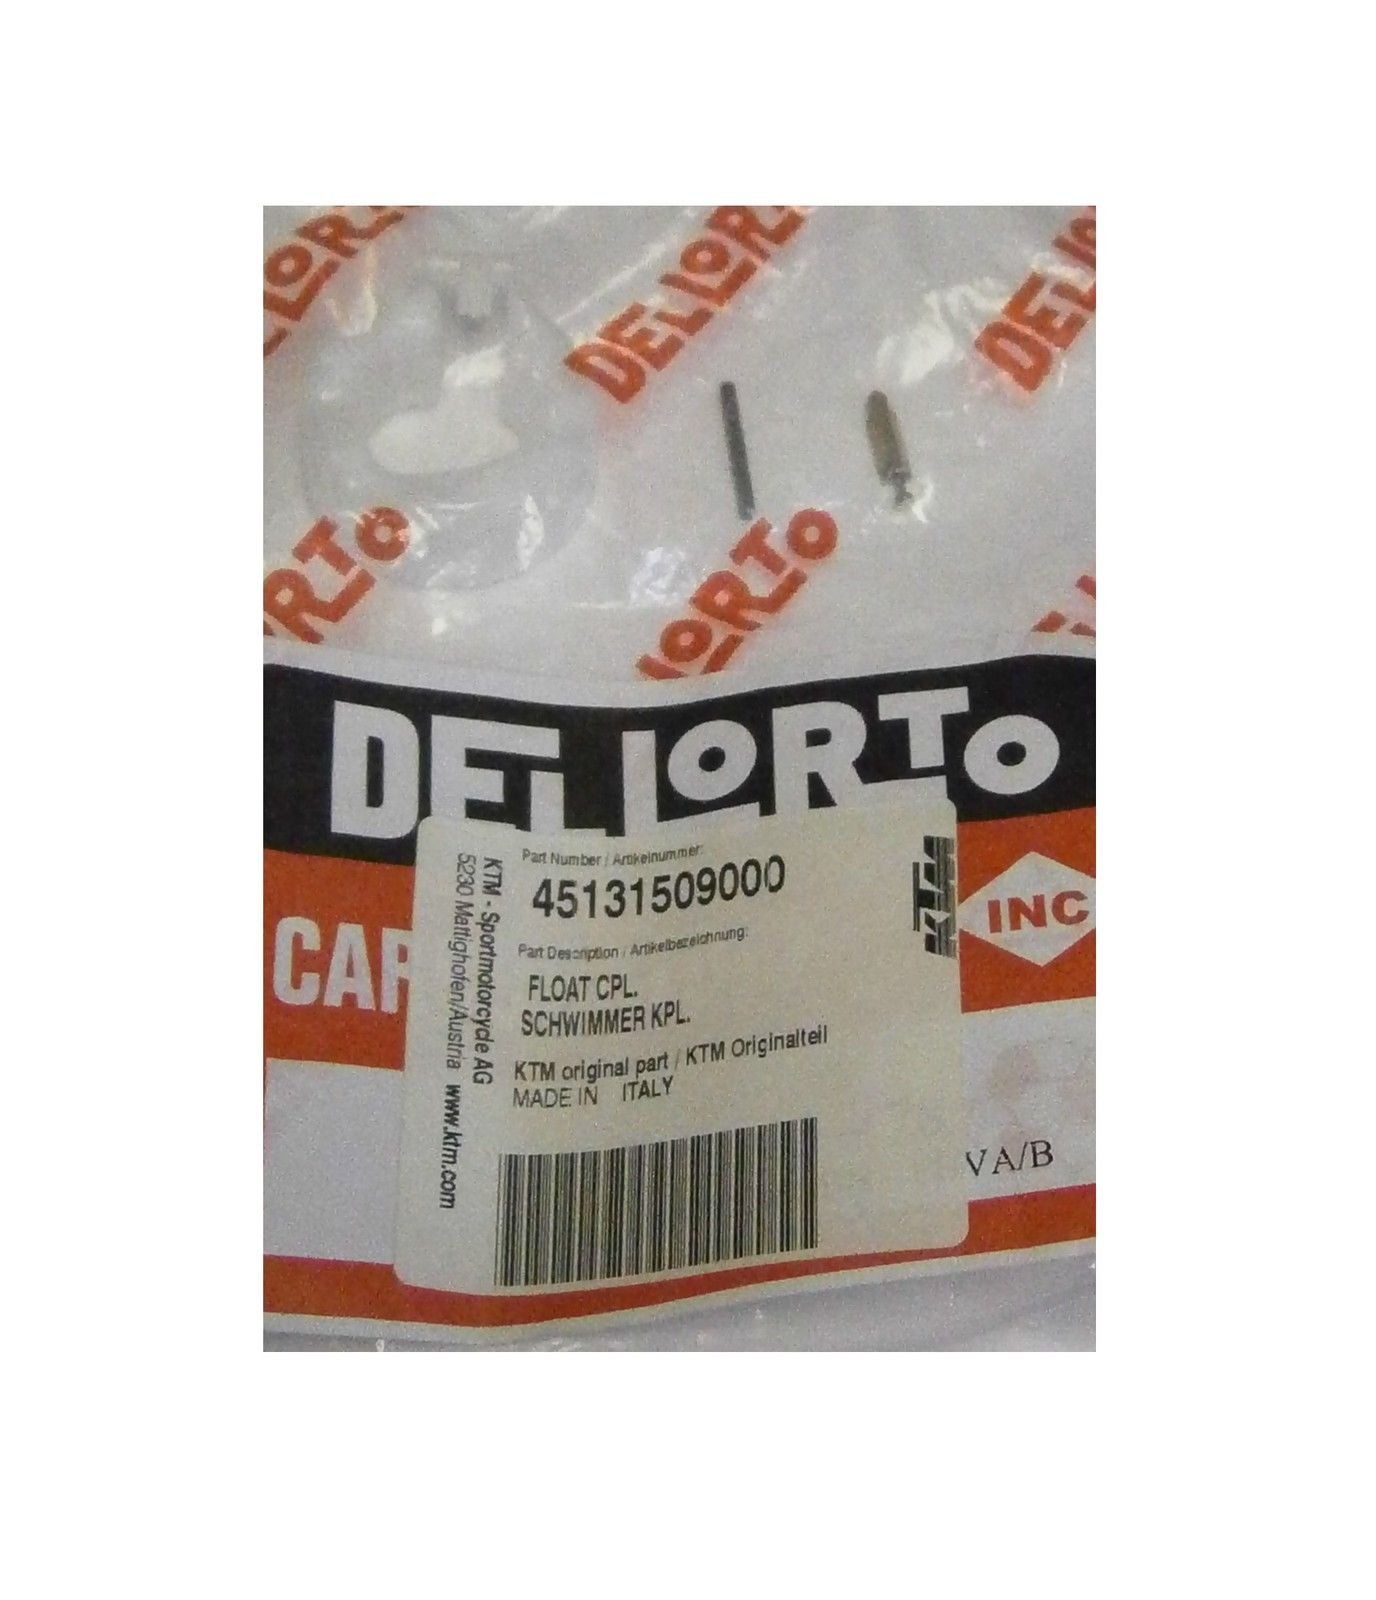 DELLORTO
DELLORTO
DELLORTO
DELLORTO
Part Number / Artikelnummer:
45131509000
Part Description / Artikelbezeichnung:
FLOAT CPL.
SCHWIMMER KPL.
KTM original part / KTM Originalteil
MADE IN ITALY
KTM - Sportmotorcycle AG
5230 Mattighofen/Austria www.ktm.com
KTM
CAR
INC
VA/B